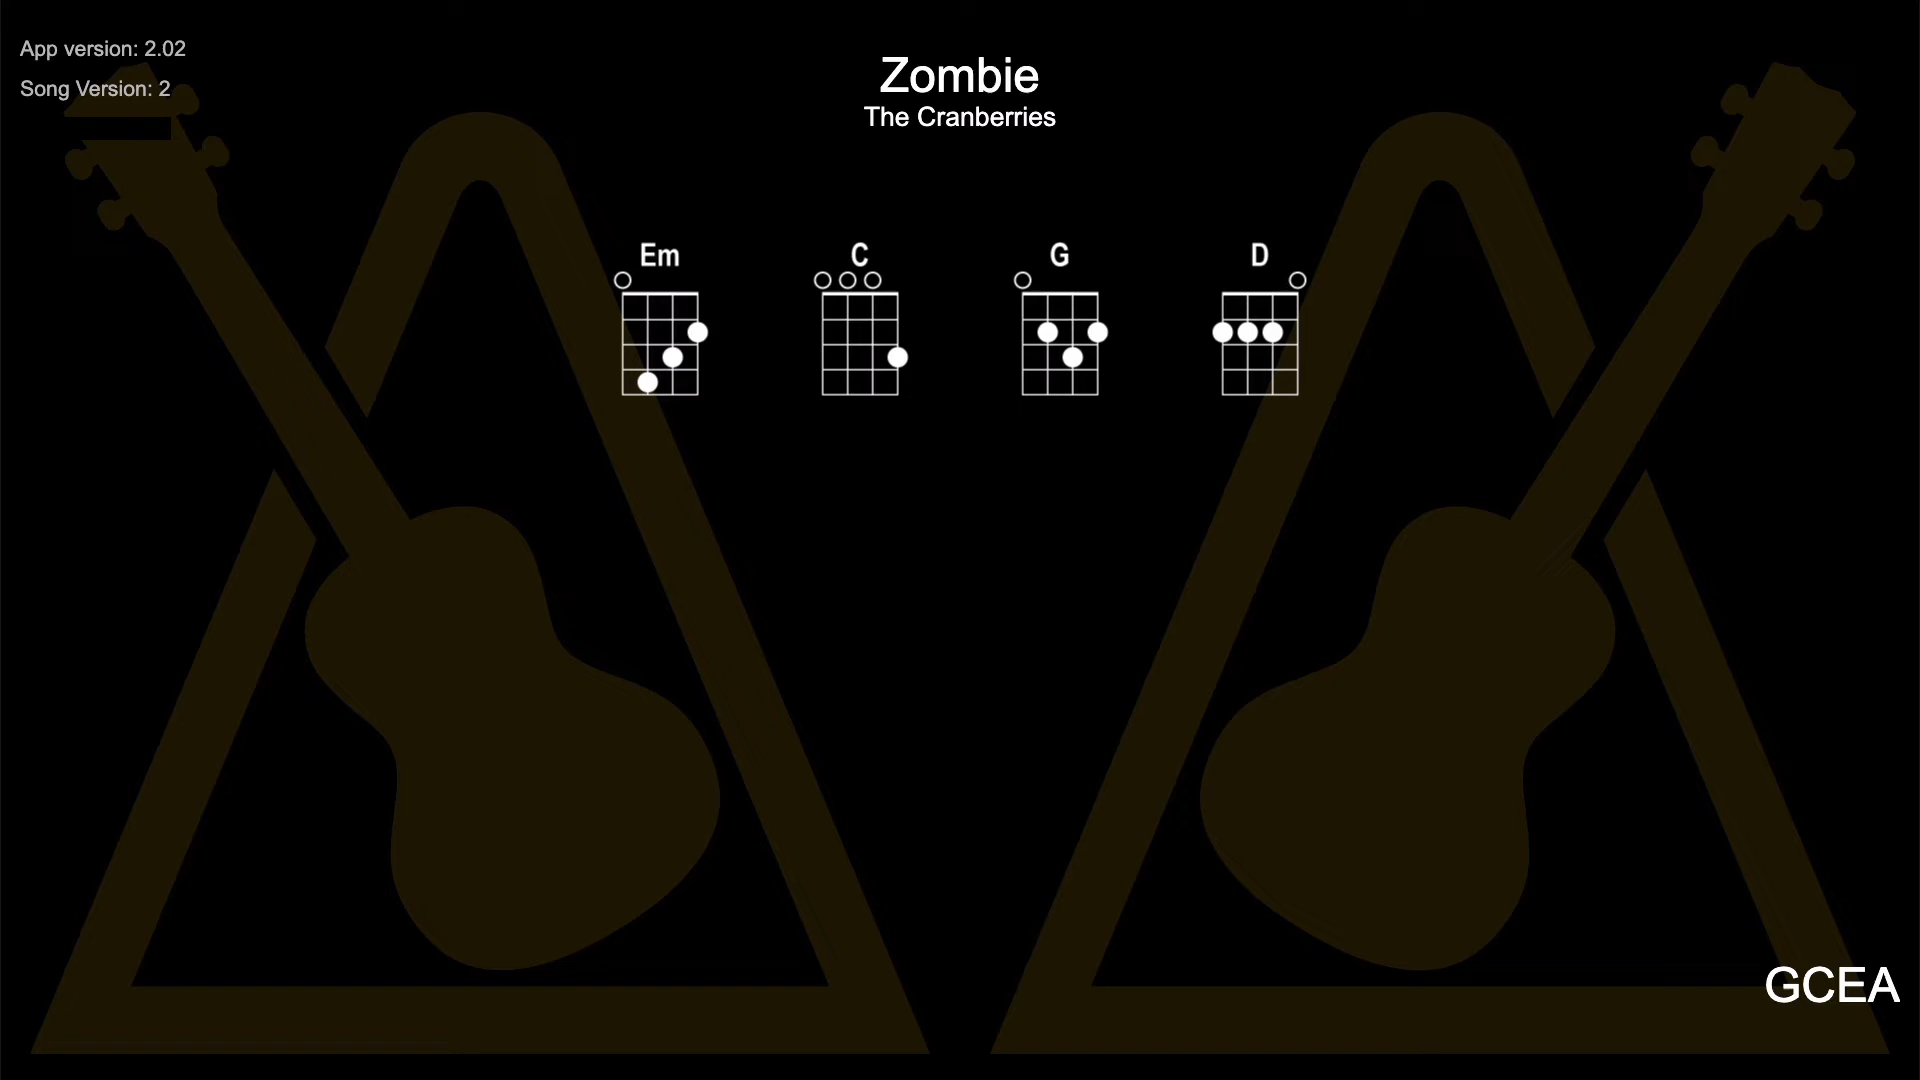 App version: 2.02
Song Version: 2
Zombie
The Cranberries
Em C G D
GCEA